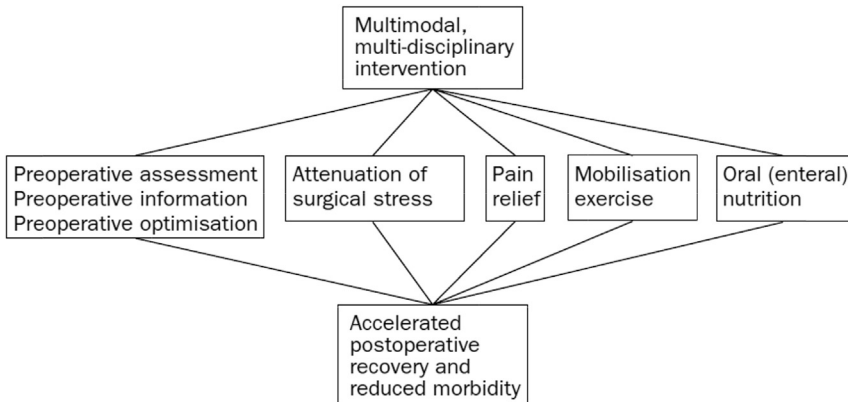 Multimodal,
multi-disciplinary
intervention
Preoperative assessment
Preoperative information
Preoperative optimisation
Attenuation of
surgical stress
Pain
relief
Mobilisation
exercise
Oral (enteral)
nutrition
Accelerated
postoperative
recovery and
reduced morbidity